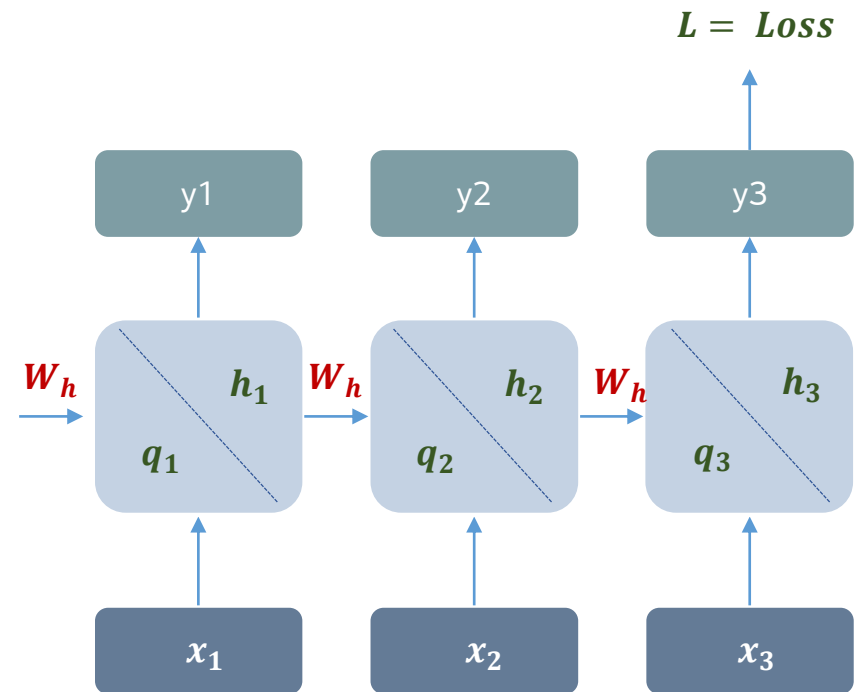 L = Loss
y1 y2 y3
W_h h_1 W_h h_2 W_h h_3
q_1 q_2 q_3
x_1 x_2 x_3